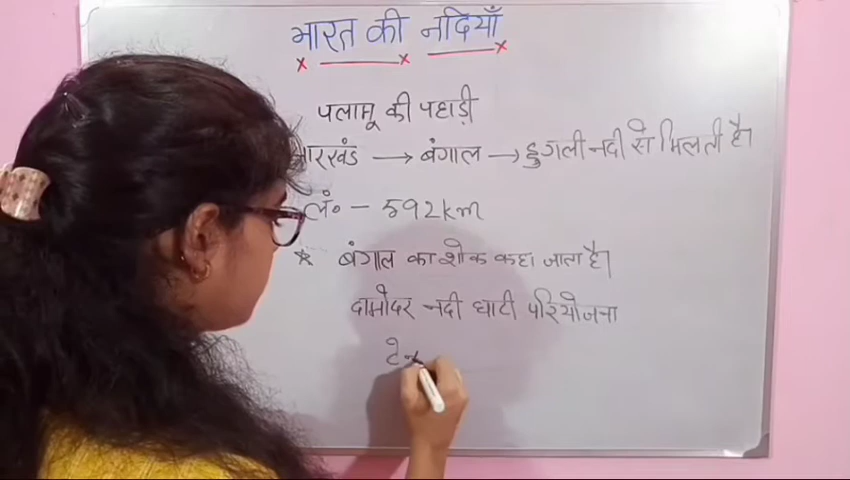 भारत की नदियाँ
पलामू की पहाड़ी
झारखंड → बंगाल → हुगली नदी से मिलती है।
लं॰ - 592km
* बंगाल का शोक कहा जाता है।
दामोदर नदी घाटी परियोजना
टेन